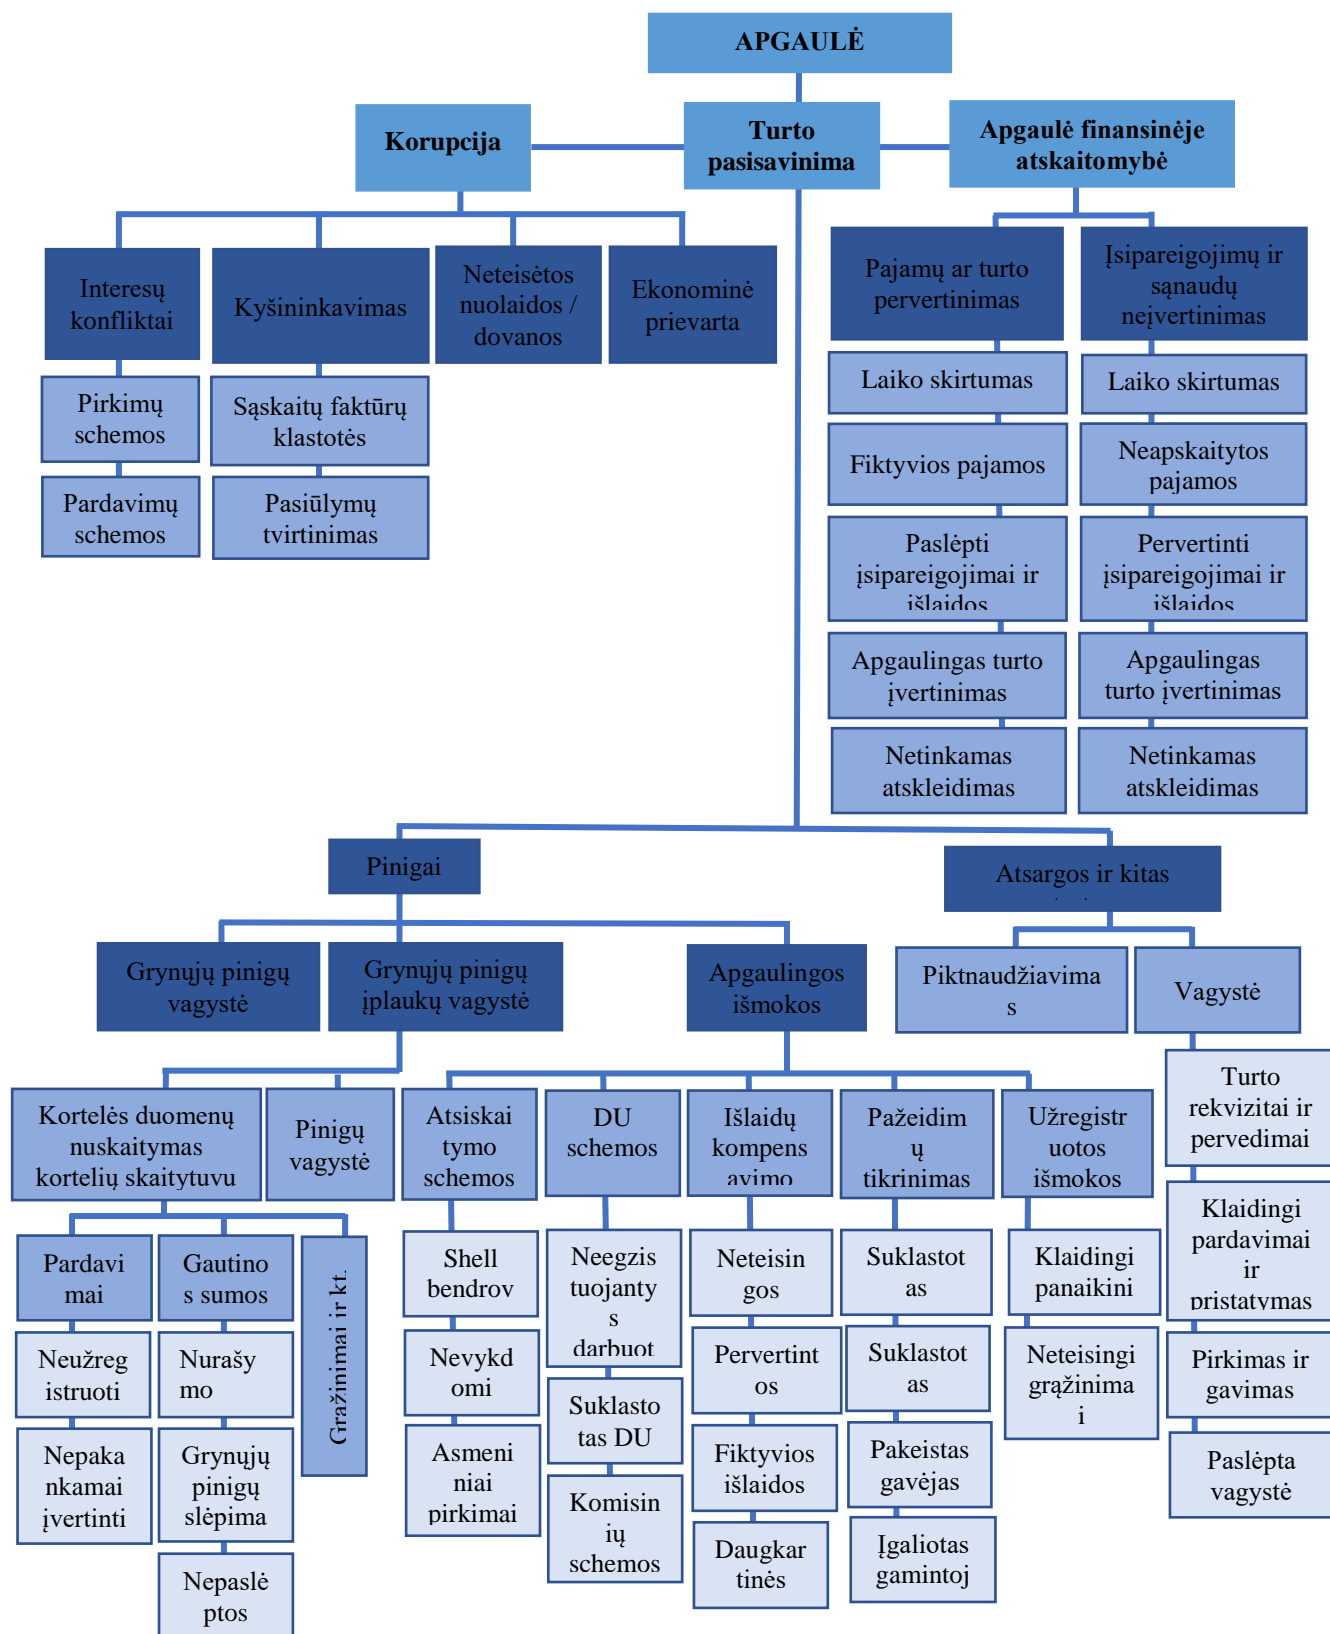 APGAULĖ
Korupcija
Turto
pasisavinima
Apgaulė finansinėje
atskaitomybė
Interesų
konfliktai
Kyšininkavimas
Neteisėtos
nuolaidos /
dovanos
Ekonominė
prievarta
Pajamų ar turto
pervertinimas
Įsipareigojimų ir
sąnaudų
neįvertinimas
Pirkimų
schemos
Pardavimų
schemos
Sąskaitų faktūrų
klastotės
Pasiūlymų
tvirtinimas
Laiko skirtumas
Fiktyvios pajamos
Paslėpti
įsipareigojimai ir
išlaidos
Apgaulingas turto
įvertinimas
Netinkamas
atskleidimas
Laiko skirtumas
Neapskaitytos
pajamos
Pervertinti
įsipareigojimai ir
išlaidos
Apgaulingas
turto įvertinimas
Netinkamas
atskleidimas
Pinigai
Atsargos ir kitas
Grynųjų pinigų
vagystė
Grynųjų pinigų
įplaukų vagystė
Apgaulingos
išmokos
Piktnaudžiavima
s
Vagystė
Kortelės duomenų
nuskaitymas
kortelių skaitytuvu
Pinigų
vagystė
Atsiskai
tymo
schemos
DU
schemos
Išlaidų
kompens
avimo
Pažeidim
ų
tikrinimas
Užregistr
uotos
išmokos
Turto
rekvizitai ir
pervedimai
Klaidingi
pardavimai
ir
pristatymas
Pirkimas ir
gavimas
Paslėpta
vagystė
Pardavi
mai
Neužreg
istruoti
Nepaka
nkamai
įvertinti
Gautino
s sumos
Nurašy
mo
Grynųjų
pinigų
slėpima
Nepaslė
ptos
Gražinimai ir kt.
Shell
bendrov
Nevykd
omi
Asmeni
niai
pirkimai
Neegzis
tuojanty
s
darbuot
Suklasto
tas DU
Komisin
ių
schemos
Neteisin
gos
Pervertint
os
Fiktyvios
išlaidos
Daugkar
tinės
Suklastot
as
Suklastot
as
Pakeistas
gavėjas
Įgaliotas
gamintoj
Klaidingi
panaikini
Neteisingi
grąžinima
i